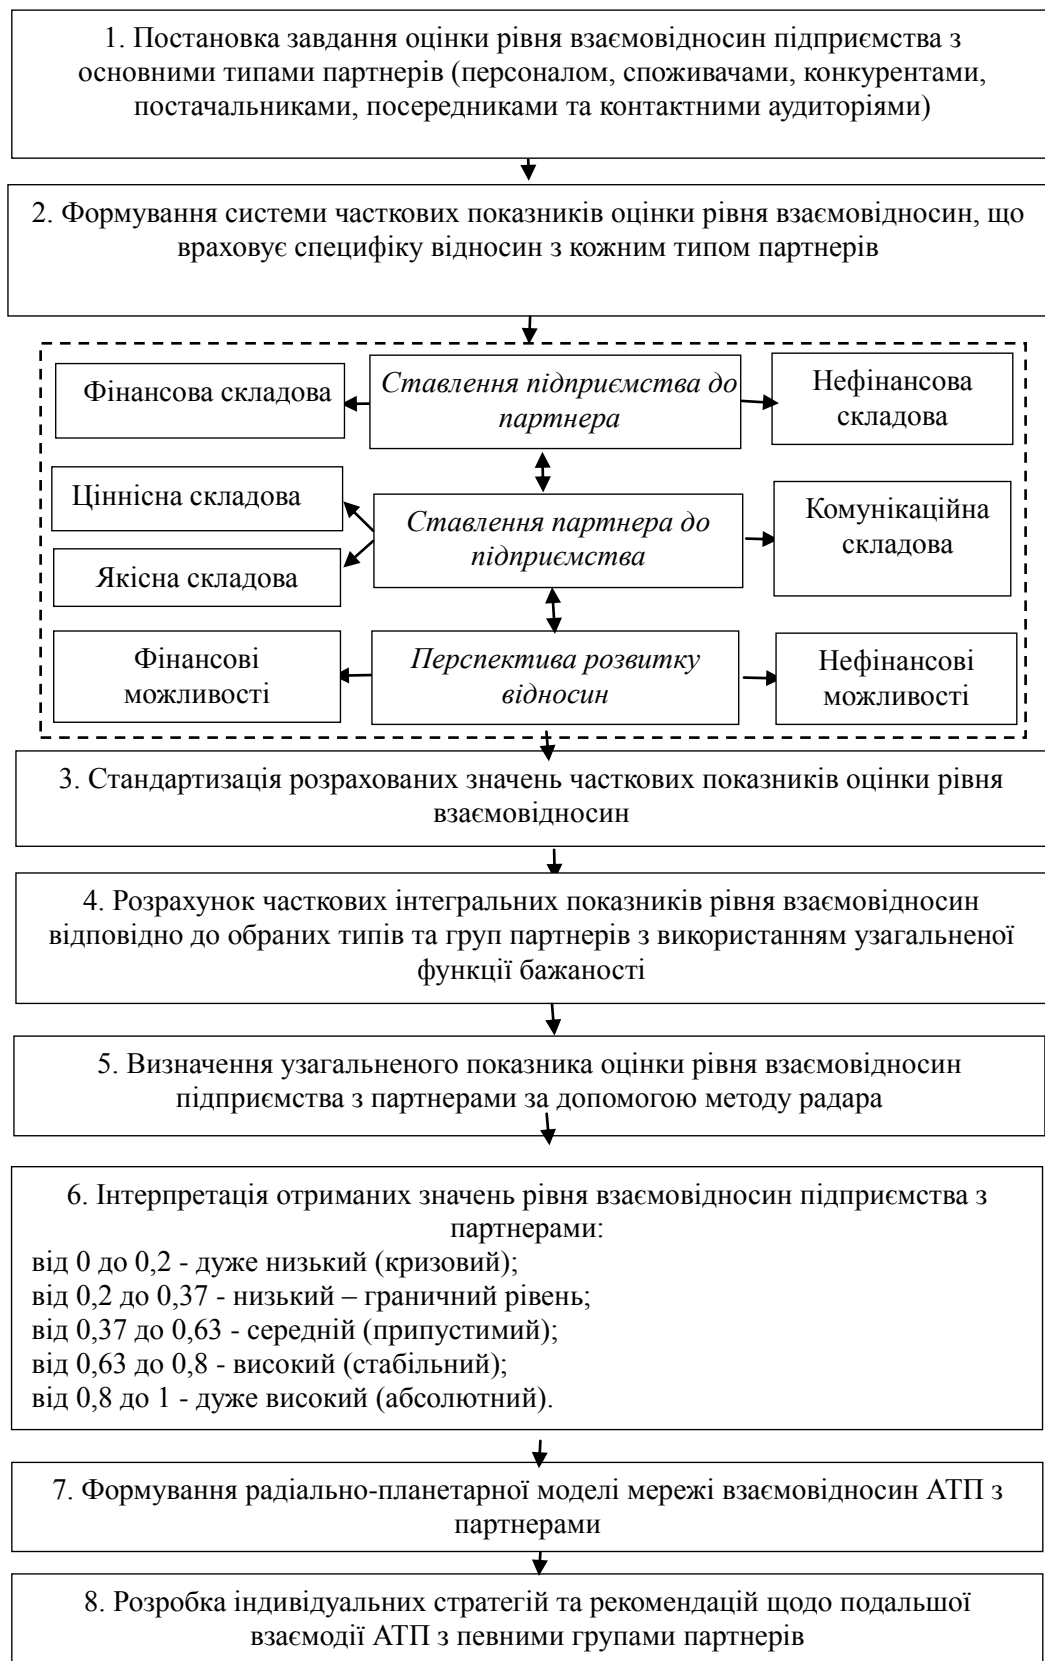 1. Постановка завдання оцінки рівня взаємовідносин підприємства з
основними типами партнерів (персоналом, споживачами, конкурентами,
постачальниками, посередниками та контактними аудиторіями)
2. Формування системи часткових показників оцінки рівня взаємовідносин, що
враховує специфіку відносин з кожним типом партнерів
Фінансова складова
Ставлення підприємства до
партнера
Нефінансова
складова
Ціннісна складова
Якісна складова
Ставлення партнера до
підприємства
Комунікаційна
складова
Фінансові
можливості
Перспектива розвитку
відносин
Нефінансові
можливості
3. Стандартизація розрахованих значень часткових показників оцінки рівня
взаємовідносин
4. Розрахунок часткових інтегральних показників рівня взаємовідносин
відповідно до обраних типів та груп партнерів з використанням узагальненої
функції бажаності
5. Визначення узагальненого показника оцінки рівня взаємовідносин
підприємства з партнерами за допомогою методу радара
6. Інтерпретація отриманих значень рівня взаємовідносин підприємства з
партнерами:
від 0 до 0,2 - дуже низький (кризовий);
від 0,2 до 0,37 - низький – граничний рівень;
від 0,37 до 0,63 - середній (припустимий);
від 0,63 до 0,8 - високий (стабільний);
від 0,8 до 1 - дуже високий (абсолютний).
7. Формування радіально-планетарної моделі мережі взаємовідносин АТП з
партнерами
8. Розробка індивідуальних стратегій та рекомендацій щодо подальшої
взаємодії АТП з певними групами партнерів